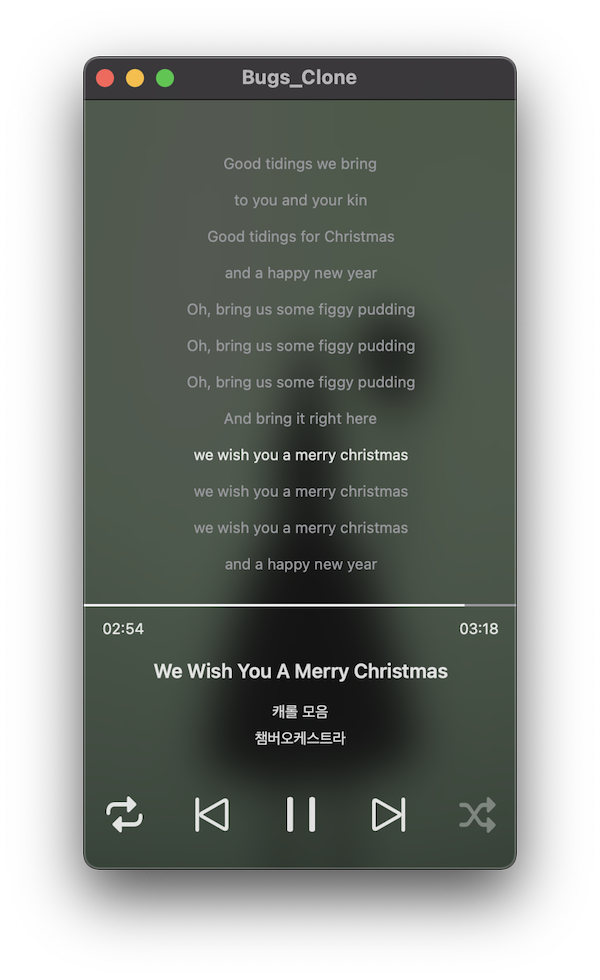 Bugs_Clone
Good tidings we bring
to you and your kin
Good tidings for Christmas
and a happy new year
Oh, bring us some figgy pudding
Oh, bring us some figgy pudding
Oh, bring us some figgy pudding
And bring it right here
we wish you a merry christmas
we wish you a merry christmas
we wish you a merry christmas
and a happy new year
02:54 03:18
We Wish You A Merry Christmas
캐롤 모음
챔버오케스트라